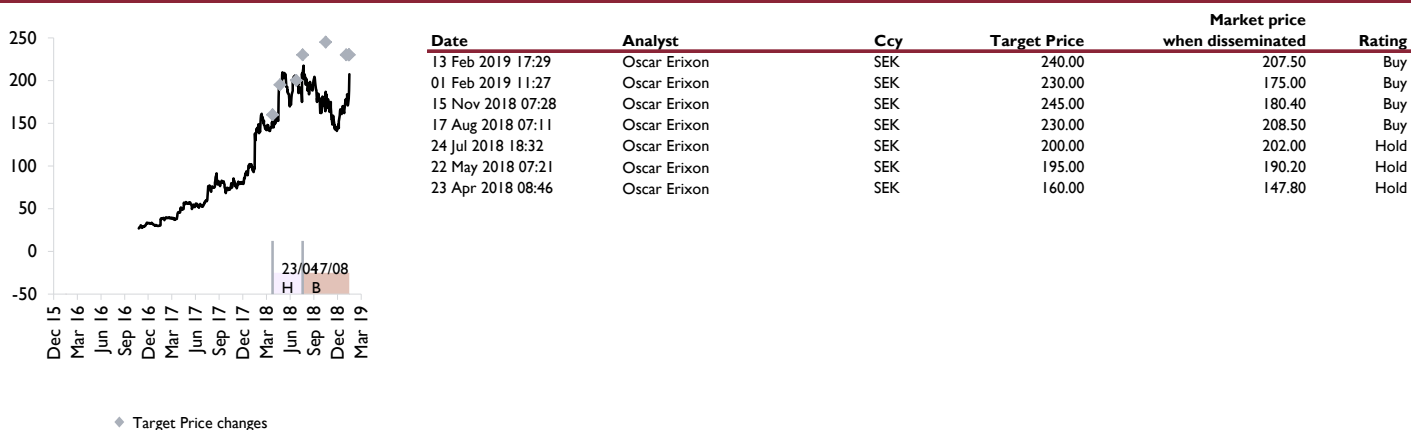 250
200
150
100
50
0
-50
23/04 17/08
H B
Dec 15
Mar 16
Jun 16
Sep 16
Dec 16
Mar 17
Jun 17
Sep 17
Dec 17
Mar 18
Jun 18
Sep 18
Dec 18
Mar 19
Target Price changes
Market price
Date Analyst Ccy Target Price when disseminated Rating
13 Feb 2019 17:29 Oscar Erixon SEK 240.00 207.50 Buy
01 Feb 2019 11:27 Oscar Erixon SEK 230.00 175.00 Buy
15 Nov 2018 07:28 Oscar Erixon SEK 245.00 180.40 Buy
17 Aug 2018 07:11 Oscar Erixon SEK 230.00 208.50 Buy
24 Jul 2018 18:32 Oscar Erixon SEK 200.00 202.00 Hold
22 May 2018 07:21 Oscar Erixon SEK 195.00 190.20 Hold
23 Apr 2018 08:46 Oscar Erixon SEK 160.00 147.80 Hold